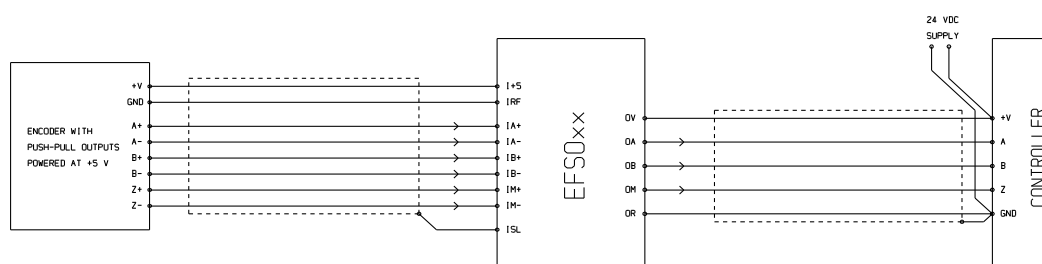 24 VDC
SUPPLY
+V
GND
A+
A-
B+
B-
Z+
Z-
ENCODER WITH
PUSH-PULL OUTPUTS
POWERED AT +5 V
I+5
IRF
IA+
IA-
IB+
IB-
IM+
IM-
ISL
EFSOxx
OV
OA
OB
OM
OR
+V
A
B
Z
GND
CONTROLLER